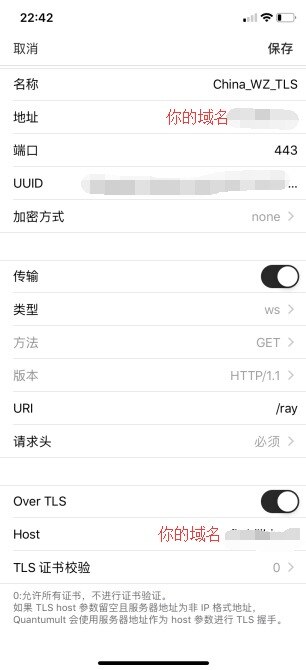 22:42
取消 保存
名称 China_WZ_TLS
地址 你的域名
端口 443
UUID ...
加密方式 none
传输
类型 ws
方法 GET
版本 HTTP/1.1
URI /ray
请求头 必须
Over TLS
Host 你的域名
TLS 证书校验 0
0:允许所有证书，不进行证书验证。
如果 TLS host 参数留空且服务器地址为非 IP 格式地址，
Quantumult 会使用服务器地址作为 host 参数进行 TLS 握手。